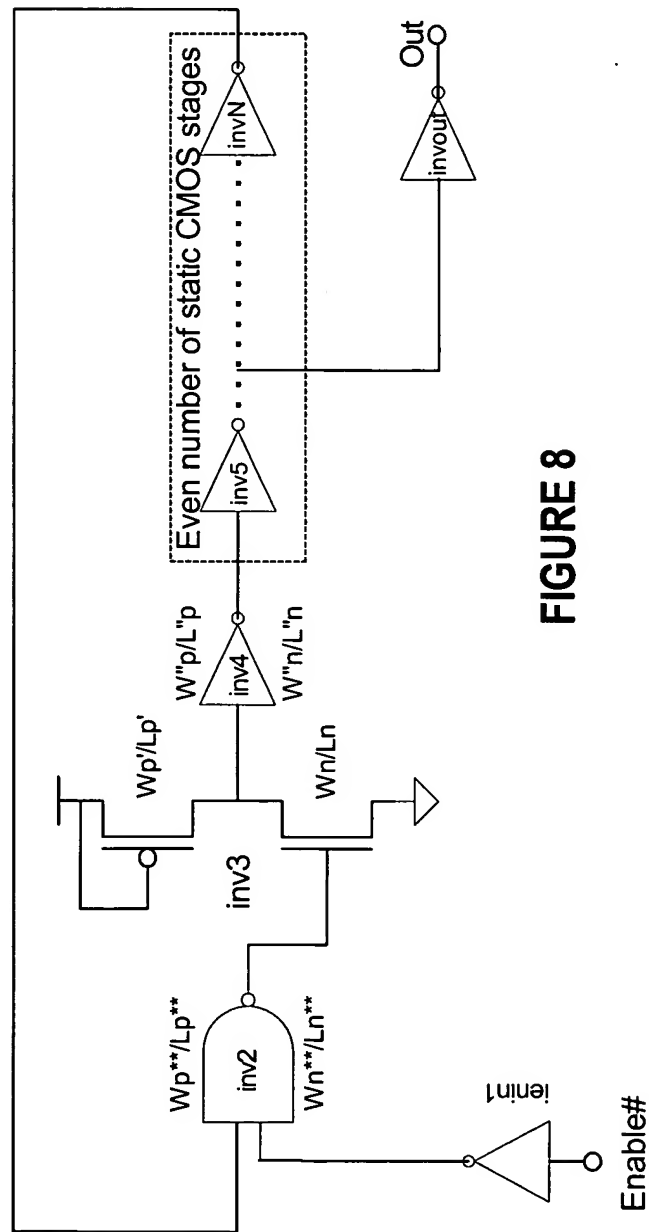 Even number of static CMOS stages
invN
inv5
inv4
W"p/L"p
W"n/L"n
Wp'/Lp'
inv3
Wn/Ln
Wp**/Lp**
inv2
Wn**/Ln**
ienin1
Enable#
invout
Out
FIGURE 8